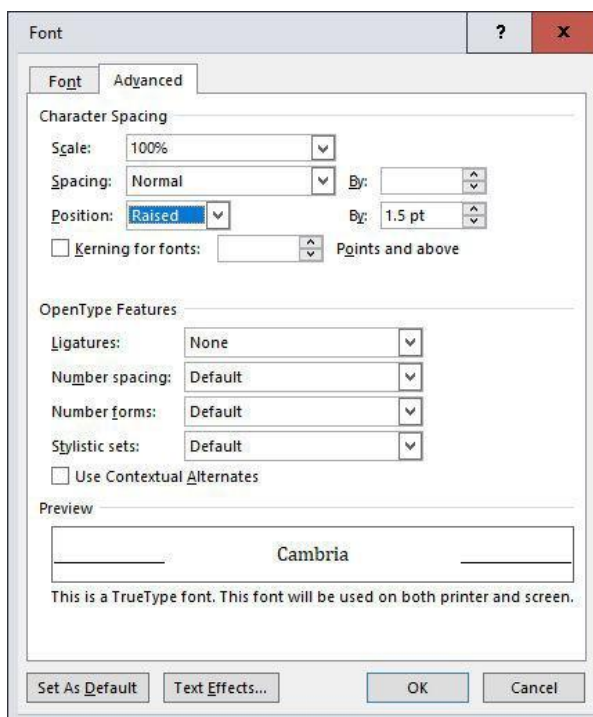 Font ? x
Font Advanced
Character Spacing
Scale: 100%
Spacing: Normal By:
Position: Raised By: 1.5 pt
Kerning for fonts: Points and above
OpenType Features
Ligatures: None
Number spacing: Default
Number forms: Default
Stylistic sets: Default
Use Contextual Alternates
Preview
Cambria
This is a TrueType font. This font will be used on both printer and screen.
Set As Default Text Effects... OK Cancel